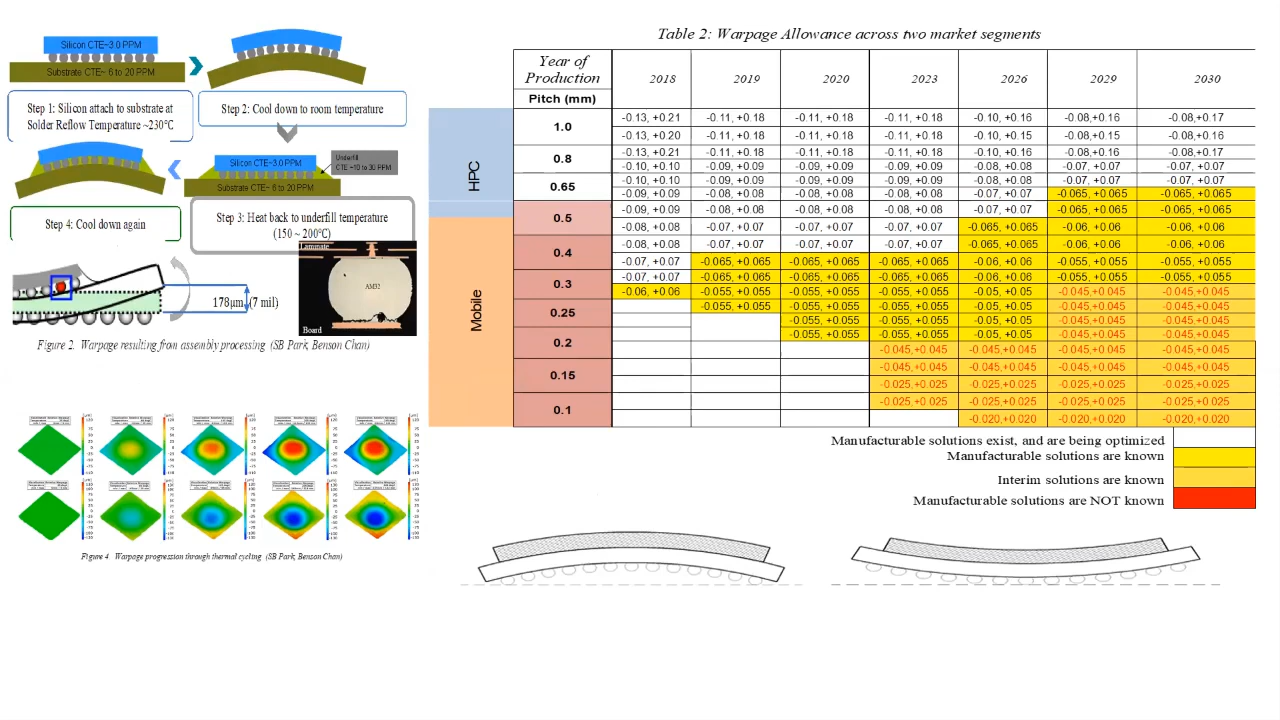 Silicon CTE~3.0 PPM
Substrate CTE~ 6 to 20 PPM
Step 1: Silicon attach to substrate at
Solder Reflow Temperature ~230°C
Step 2: Cool down to room temperature
Silicon CTE~3.0 PPM
Underfill
CTE ~10 to 30 PPM
Substrate CTE~ 6 to 20 PPM
Step 4: Cool down again
Step 3: Heat back to underfill temperature
(150 ~ 200°C)
Laminate
AM32
Board
178μm (7 mil)
Figure 2. Warpage resulting from assembly processing (SB Park, Benson Chan)
Figure 4. Warpage progression through thermal cycling (SB Park, Benson Chan)
Table 2: Warpage Allowance across two market segments
Year of Production 2018 2019 2020 2023 2026 2029 2030
Pitch (mm)
HPC
Mobile
1.0
-0.13, +0.21 -0.11, +0.18 -0.11, +0.18 -0.11, +0.18 -0.10, +0.16 -0.08,+0.16 -0.08,+0.17
-0.13, +0.20 -0.11, +0.18 -0.11, +0.18 -0.11, +0.18 -0.10, +0.15 -0.08,+0.15 -0.08,+0.16
0.8
-0.13, +0.21 -0.11, +0.18 -0.11, +0.18 -0.11, +0.18 -0.10, +0.16 -0.08,+0.16 -0.08,+0.17
-0.10, +0.10 -0.09, +0.09 -0.09, +0.09 -0.09, +0.09 -0.08, +0.08 -0.07, +0.07 -0.07, +0.07
0.65
-0.10, +0.10 -0.09, +0.09 -0.09, +0.09 -0.09, +0.09 -0.08, +0.08 -0.07, +0.07 -0.07, +0.07
-0.09, +0.09 -0.08, +0.08 -0.08, +0.08 -0.08, +0.08 -0.07, +0.07 -0.065, +0.065 -0.065, +0.065
0.5
-0.09, +0.09 -0.08, +0.08 -0.08, +0.08 -0.08, +0.08 -0.07, +0.07 -0.065, +0.065 -0.065, +0.065
-0.08, +0.08 -0.07, +0.07 -0.07, +0.07 -0.07, +0.07 -0.065, +0.065 -0.06, +0.06 -0.06, +0.06
0.4
-0.08, +0.08 -0.07, +0.07 -0.07, +0.07 -0.07, +0.07 -0.065, +0.065 -0.06, +0.06 -0.06, +0.06
-0.07, +0.07 -0.065, +0.065 -0.065, +0.065 -0.065, +0.065 -0.06, +0.06 -0.055, +0.055 -0.055, +0.055
0.3
-0.07, +0.07 -0.065, +0.065 -0.065, +0.065 -0.065, +0.065 -0.06, +0.06 -0.055, +0.055 -0.055, +0.055
-0.06, +0.06 -0.055, +0.055 -0.055, +0.055 -0.055, +0.055 -0.05, +0.05 -0.045,+0.045 -0.045,+0.045
0.25
-0.055, +0.055 -0.055, +0.055 -0.055, +0.055 -0.05, +0.05 -0.045,+0.045 -0.045,+0.045
-0.055, +0.055 -0.055, +0.055 -0.05, +0.05 -0.045,+0.045 -0.045,+0.045
0.2
-0.055, +0.055 -0.055, +0.055 -0.05, +0.05 -0.045,+0.045 -0.045,+0.045
-0.045,+0.045 -0.045,+0.045 -0.045,+0.045 -0.045,+0.045
0.15
-0.045,+0.045 -0.045,+0.045 -0.045,+0.045 -0.045,+0.045
-0.025,+0.025 -0.025,+0.025 -0.025,+0.025 -0.025,+0.025
0.1
-0.025,+0.025 -0.025,+0.025 -0.025,+0.025 -0.025,+0.025
-0.020,+0.020 -0.020,+0.020 -0.020,+0.020
Manufacturable solutions exist, and are being optimized
Manufacturable solutions are known
Interim solutions are known
Manufacturable solutions are NOT known